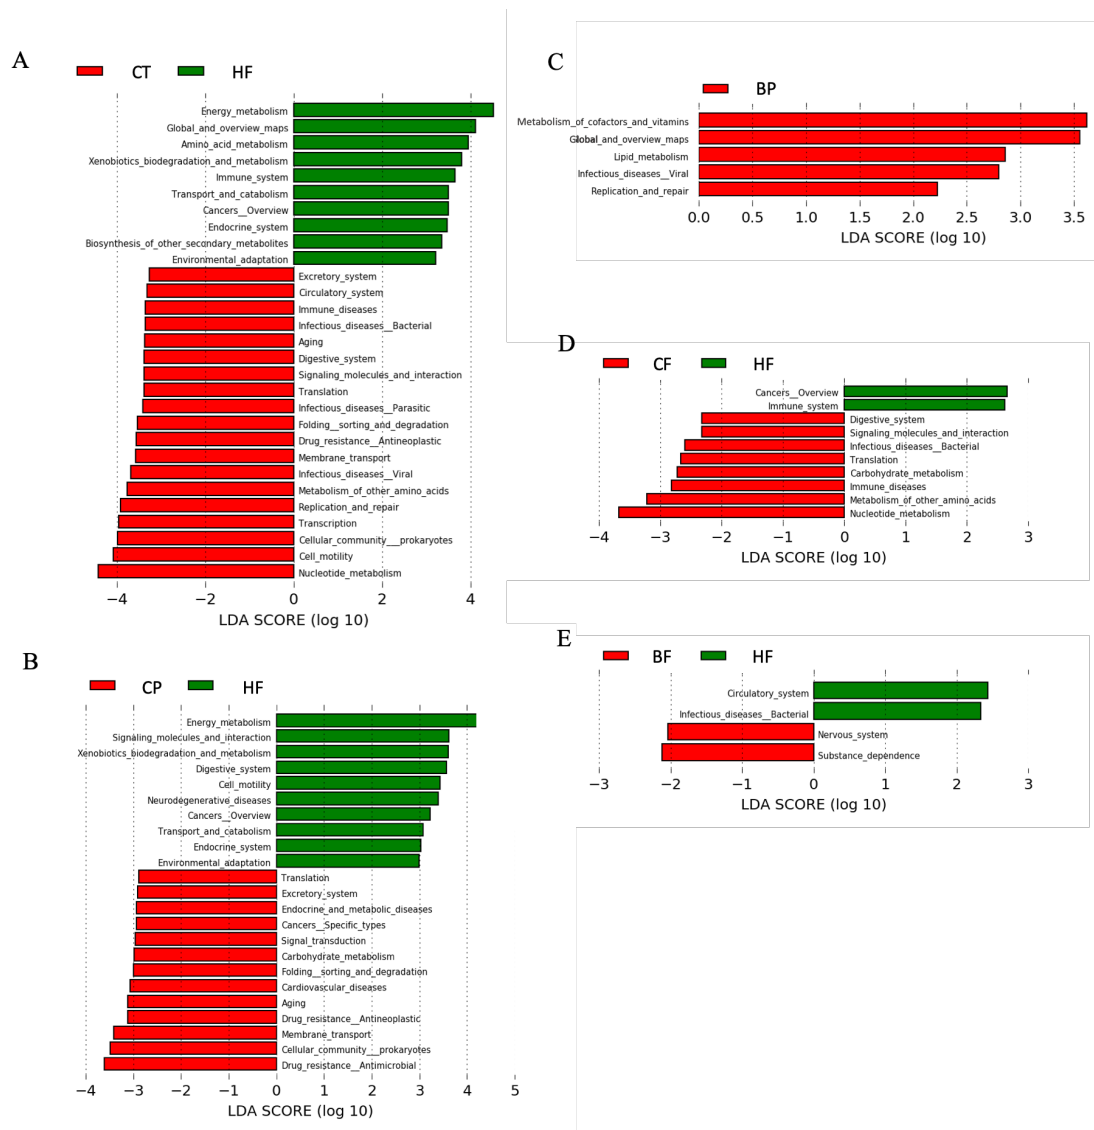 A
CT HF
Energy_metabolism
Global_and_overview_maps
Amino_acid_metabolism
Xenobiotics_biodegradation_and_metabolism
Immune_system
Transport_and_catabolism
Cancers__Overview
Endocrine_system
Biosynthesis_of_other_secondary_metabolites
Environmental_adaptation
Excretory_system
Circulatory_system
Immune_diseases
Infectious_diseases__Bacterial
Aging
Digestive_system
Signaling_molecules_and_interaction
Translation
Infectious_diseases__Parasitic
Folding__sorting_and_degradation
Drug_resistance__Antineoplastic
Membrane_transport
Infectious_diseases__Viral
Metabolism_of_other_amino_acids
Replication_and_repair
Transcription
Cellular_community___prokaryotes
Cell_motility
Nucleotide_metabolism
−4 −2 0 2 4
LDA SCORE (log 10)
B
CP HF
Energy_metabolism
Signaling_molecules_and_interaction
Xenobiotics_biodegradation_and_metabolism
Digestive_system
Cell_motility
Neurodegenerative_diseases
Cancers__Overview
Transport_and_catabolism
Endocrine_system
Environmental_adaptation
Translation
Excretory_system
Endocrine_and_metabolic_diseases
Cancers__Specific_types
Signal_transduction
Carbohydrate_metabolism
Folding__sorting_and_degradation
Cardiovascular_diseases
Aging
Drug_resistance__Antineoplastic
Membrane_transport
Cellular_community___prokaryotes
Drug_resistance__Antimicrobial
−4 −3 −2 −1 0 1 2 3 4 5
LDA SCORE (log 10)
C
BP
Metabolism_of_cofactors_and_vitamins
Global_and_overview_maps
Lipid_metabolism
Infectious_diseases__Viral
Replication_and_repair
0.0 0.5 1.0 1.5 2.0 2.5 3.0 3.5
LDA SCORE (log 10)
D
CF HF
Cancers__Overview
Immune_system
Digestive_system
Signaling_molecules_and_interaction
Infectious_diseases__Bacterial
Translation
Carbohydrate_metabolism
Immune_diseases
Metabolism_of_other_amino_acids
Nucleotide_metabolism
−4 −3 −2 −1 0 1 2 3
LDA SCORE (log 10)
E
BF HF
Circulatory_system
Infectious_diseases__Bacterial
Nervous_system
Substance_dependence
−3 −2 −1 0 1 2 3
LDA SCORE (log 10)